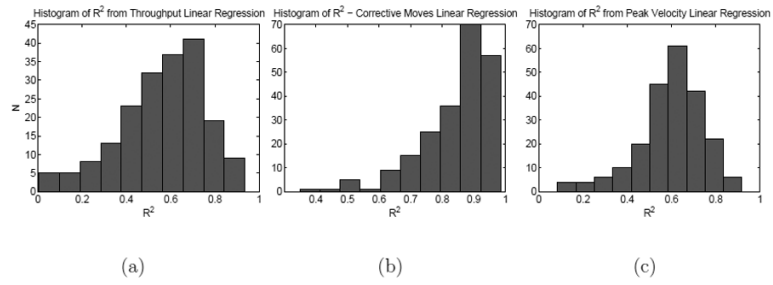 Histogram of R² from Throughput Linear Regression
45
40
35
30
25
20
15
10
5
0
N
0 0.2 0.4 0.6 0.8 1
R²
(a)
Histogram of R² − Corrective Moves Linear Regression
70
60
50
40
30
20
10
0
0.4 0.5 0.6 0.7 0.8 0.9 1
R²
(b)
Histogram of R² from Peak Velocity Linear Regression
70
60
50
40
30
20
10
0
0 0.2 0.4 0.6 0.8 1
R²
(c)